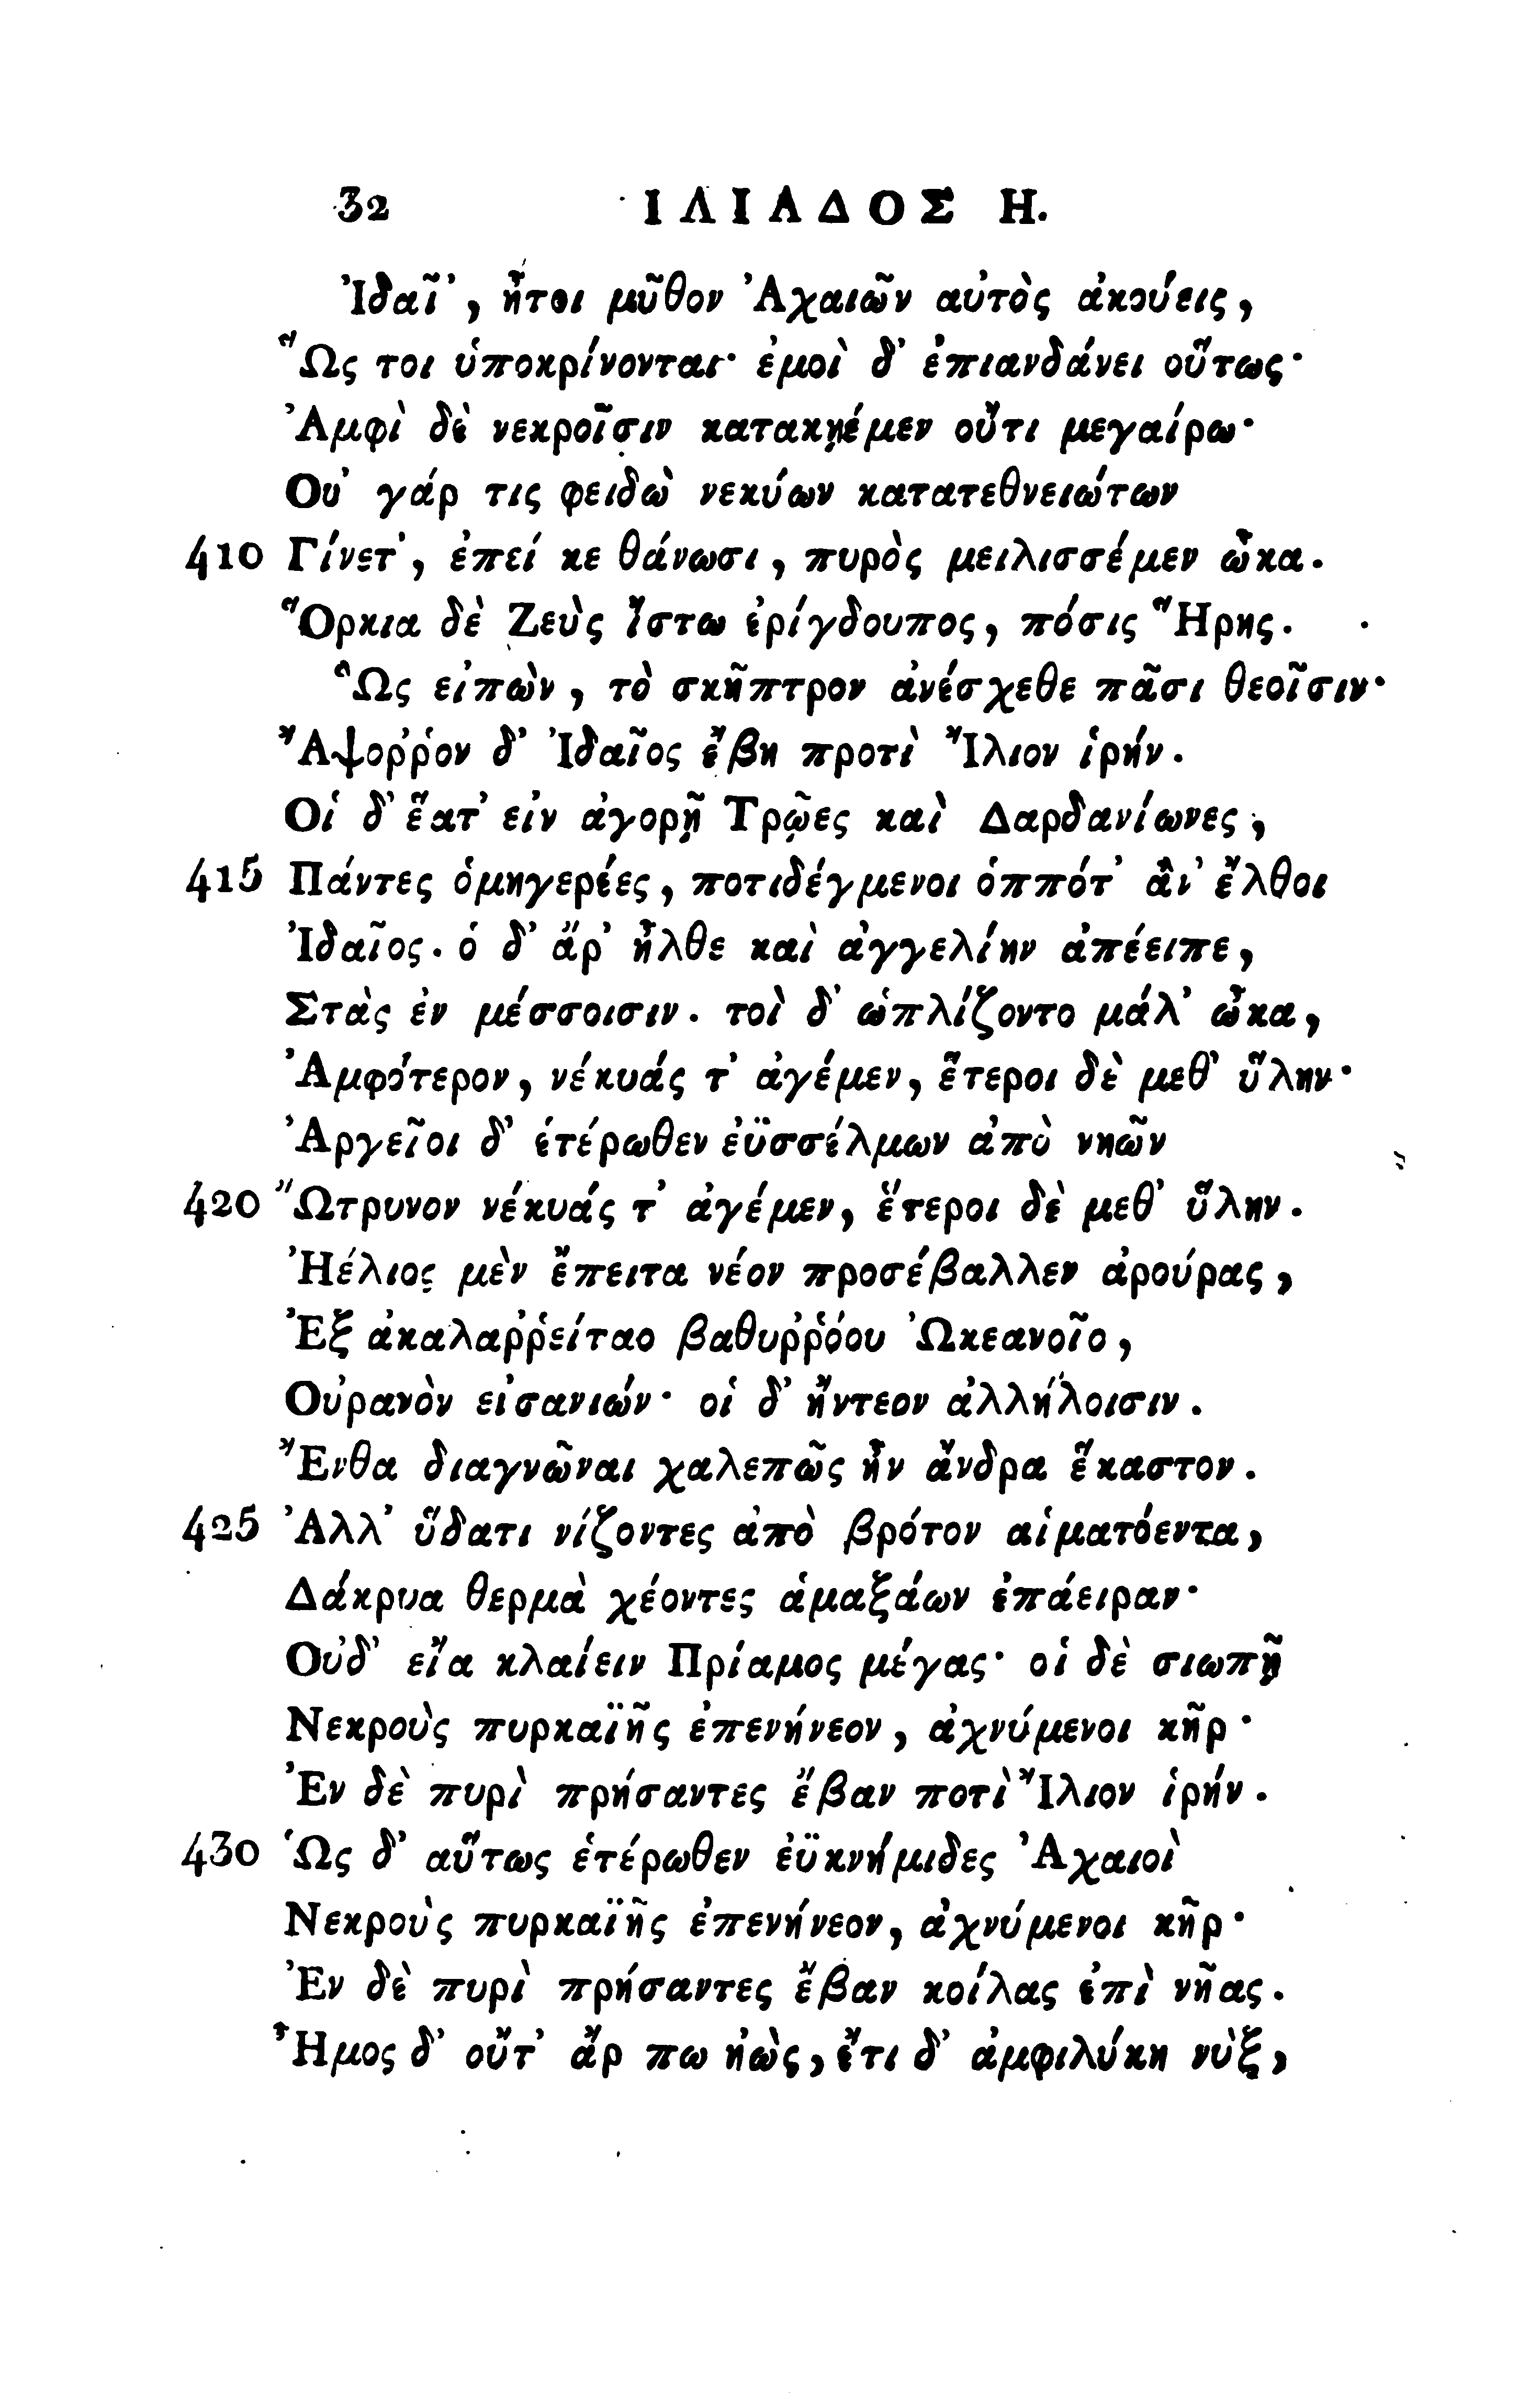 32 ΙΛΙΑΔΟΣ Η.
Ἰδαῖ', ἤτοι μῦθον Ἀχαιῶν αὐτὸς ἀκούεις,
Ὥς τοι ὑποκρίνονται· ἐμοὶ δ' ἐπιανδάνει οὕτως·
Ἀμφὶ δὲ νεκροῖσιν κατακῃέμεν οὔτι μεγαίρω·
Οὐ γάρ τις φειδὼ νεκύων κατατεθνειώτων
410 Γίνετ', ἐπεί κε θάνωσι, πυρὸς μειλισσέμεν ὦκα.
Ὅρκια δὲ Ζεὺς ἴστω ἐρίγδουπος, πόσις Ἥρης.
Ὣς εἰπὼν, τὸ σκῆπτρον ἀνέσχεθε πᾶσι θεοῖσιν·
Ἄψοῤῥον δ' Ἰδαῖος ἔβη προτὶ Ἴλιον ἱρήν.
Οἱ δ' ἕατ' εἰν ἀγορῇ Τρῶες καὶ Δαρδανίωνες,
415 Πάντες ὁμηγερέες, ποτιδέγμενοι ὁππότ' ἂν' ἔλθοι
Ἰδαῖος. ὁ δ' ἄρ' ἦλθε καὶ ἀγγελίην ἀπέειπε,
Στὰς ἐν μέσσοισιν. τοὶ δ' ὡπλίζοντο μάλ' ὦκα,
Ἀμφότερον, νέκυάς τ' ἀγέμεν, ἕτεροι δὲ μεθ' ὕλην·
Ἀργεῖοι δ' ἑτέρωθεν ἐϋσσέλμων ἀπὸ νηῶν
420 Ὤτρυνον νέκυάς τ' ἀγέμεν, ἕτεροι δὲ μεθ' ὕλην.
Ἠέλιος μὲν ἔπειτα νέον προσέβαλλεν ἀρούρας,
Ἐξ ἀκαλαῤῥείταο βαθυῤῥόου Ὠκεανοῖο,
Οὐρανὸν εἰσανιών· οἱ δ' ἤντεον ἀλλήλοισιν.
Ἔνθα διαγνῶναι χαλεπῶς ἦν ἄνδρα ἕκαστον.
425 Ἀλλ' ὕδατι νίζοντες ἀπὸ βρότον αἱματόεντα,
Δάκρυα θερμὰ χέοντες ἁμαξάων ἐπάειραν·
Οὐδ' εἴα κλαίειν Πρίαμος μέγας· οἱ δὲ σιωπῇ
Νεκροὺς πυρκαϊῆς ἐπενήνεον, ἀχνύμενοι κῆρ·
Ἐν δὲ πυρὶ πρήσαντες ἔβαν ποτὶ Ἴλιον ἱρήν.
430 Ὡς δ' αὕτως ἑτέρωθεν ἐϋκνήμιδες Ἀχαιοὶ
Νεκροὺς πυρκαϊῆς ἐπενήνεον, ἀχνύμενοι κῆρ·
Ἐν δὲ πυρὶ πρήσαντες ἔβαν κοίλας ἐπὶ νῆας.
Ἦμος δ' οὔτ' ἄρ πω ἠὼς, ἔτι δ' ἀμφιλύκη νὺξ,